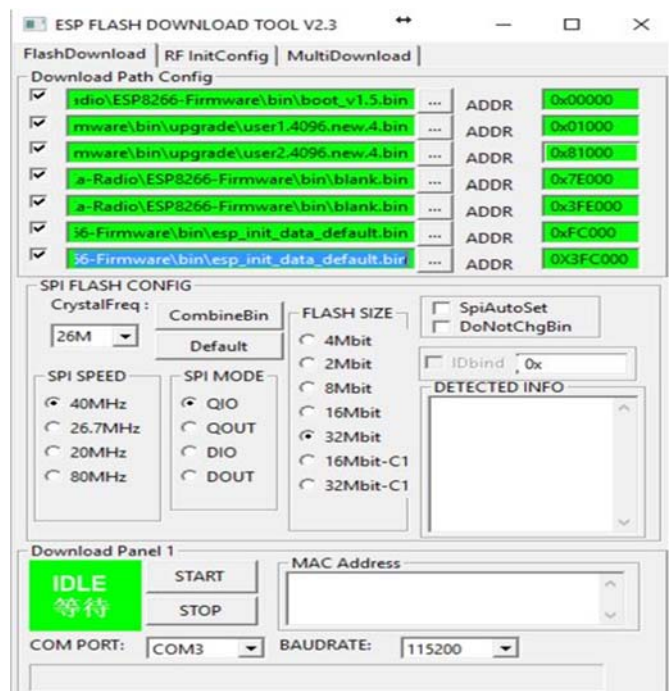 ESP FLASH DOWNLOAD TOOL V2.3
FlashDownload RF InitConfig MultiDownload
Download Path Config
adio\ESP8266-Firmware\bin\boot_v1.5.bin ... ADDR 0x00000
mware\bin\upgrade\user1.4096.new.4.bin ... ADDR 0x01000
mware\bin\upgrade\user2.4096.new.4.bin ... ADDR 0x81000
a-Radio\ESP8266-Firmware\bin\blank.bin ... ADDR 0x7E000
a-Radio\ESP8266-Firmware\bin\blank.bin ... ADDR 0x3FE000
66-Firmware\bin\esp_init_data_default.bin ... ADDR 0xFC000
66-Firmware\bin\esp_init_data_default.bin ... ADDR 0X3FC000
SPI FLASH CONFIG
CrystalFreq :
26M
CombineBin
Default
SPI SPEED
40MHz
26.7MHz
20MHz
80MHz
SPI MODE
QIO
QOUT
DIO
DOUT
FLASH SIZE
4Mbit
2Mbit
8Mbit
16Mbit
32Mbit
16Mbit-C1
32Mbit-C1
SpiAutoSet
DoNotChgBin
IDbind 0x
DETECTED INFO
Download Panel 1
IDLE
等待
START
STOP
MAC Address
COM PORT: COM3 BAUDRATE: 115200